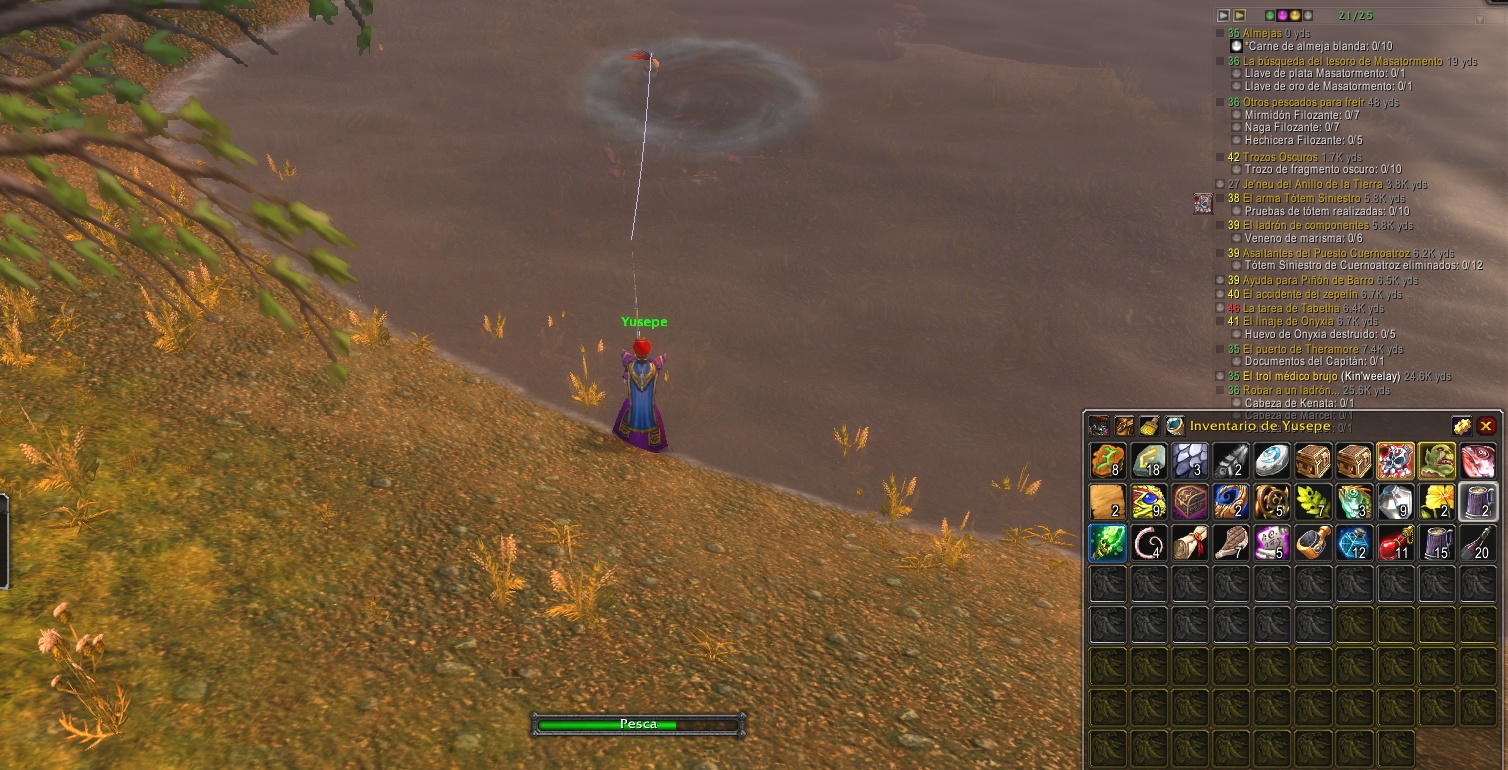 21/25
35 Almejas 0 yds
*Carne de almeja blanda: 0/10
36 La búsqueda del tesoro de Masatormento 19 yds
Llave de plata Masatormento: 0/1
Llave de oro de Masatormento: 0/1
36 Otros pescados para freír 48 yds
Mirmidón Filozante: 0/7
Naga Filozante: 0/7
Hechicera Filozante: 0/5
42 Trozos Oscuros 1.7K yds
Trozo de fragmento oscuro: 0/10
27 Je'neu del Anillo de la Tierra 3.8K yds
38 El arma Tótem Siniestro 5.8K yds
Pruebas de tótem realizadas: 0/10
39 El ladrón de componentes 5.8K yds
Veneno de marisma: 0/6
39 Asaltantes del Puesto Cuernoatroz 6.2K yds
Tótem Siniestro de Cuernoatroz eliminados: 0/12
39 Ayuda para Piñón de Barro 6.5K yds
40 El accidente del zepelín 6.7K yds
46 La tarea de Tabetha 6.4K yds
41 El linaje de Onyxia 6.7K yds
Huevo de Onyxia destruido: 0/5
35 El puerto de Theramore 7.4K yds
Documentos del Capitán: 0/1
35 El trol médico brujo (Kin'weelay) 24.6K yds
36 Robar a un ladrón... 25.6K yds
Cabeza de Kenata: 0/1
Cabeza de Marcel: 0/1
: 0/1
Yusepe
Inventario de Yusepe
8 18 3 2
2 9 2 5 7 3 9 2 2
4 7 5 12 11 15 20
Pesca